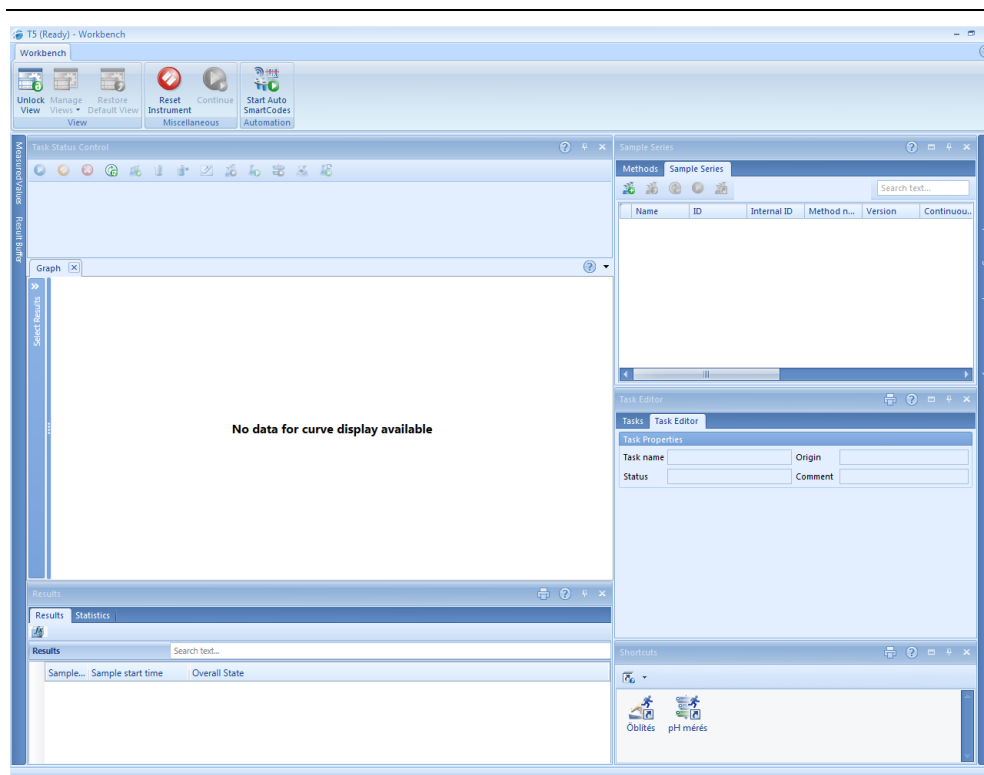 T5 (Ready) - Workbench
Workbench
Unlock View
Manage Views
Restore Default View
Reset Instrument
Continue
Start Auto SmartCodes
View
Miscellaneous
Automation
Measured Values
Result Buffer
Task Status Control
Graph
Select Results
No data for curve display available
Results
Results Statistics
Results Search text...
Sample... Sample start time Overall State
Sample Series
Methods Sample Series
Search text...
Name ID Internal ID Method n... Version Continuou..
Task Editor
Tasks Task Editor
Task Properties
Task name Origin
Status Comment
Shortcuts
Öblítés pH mérés